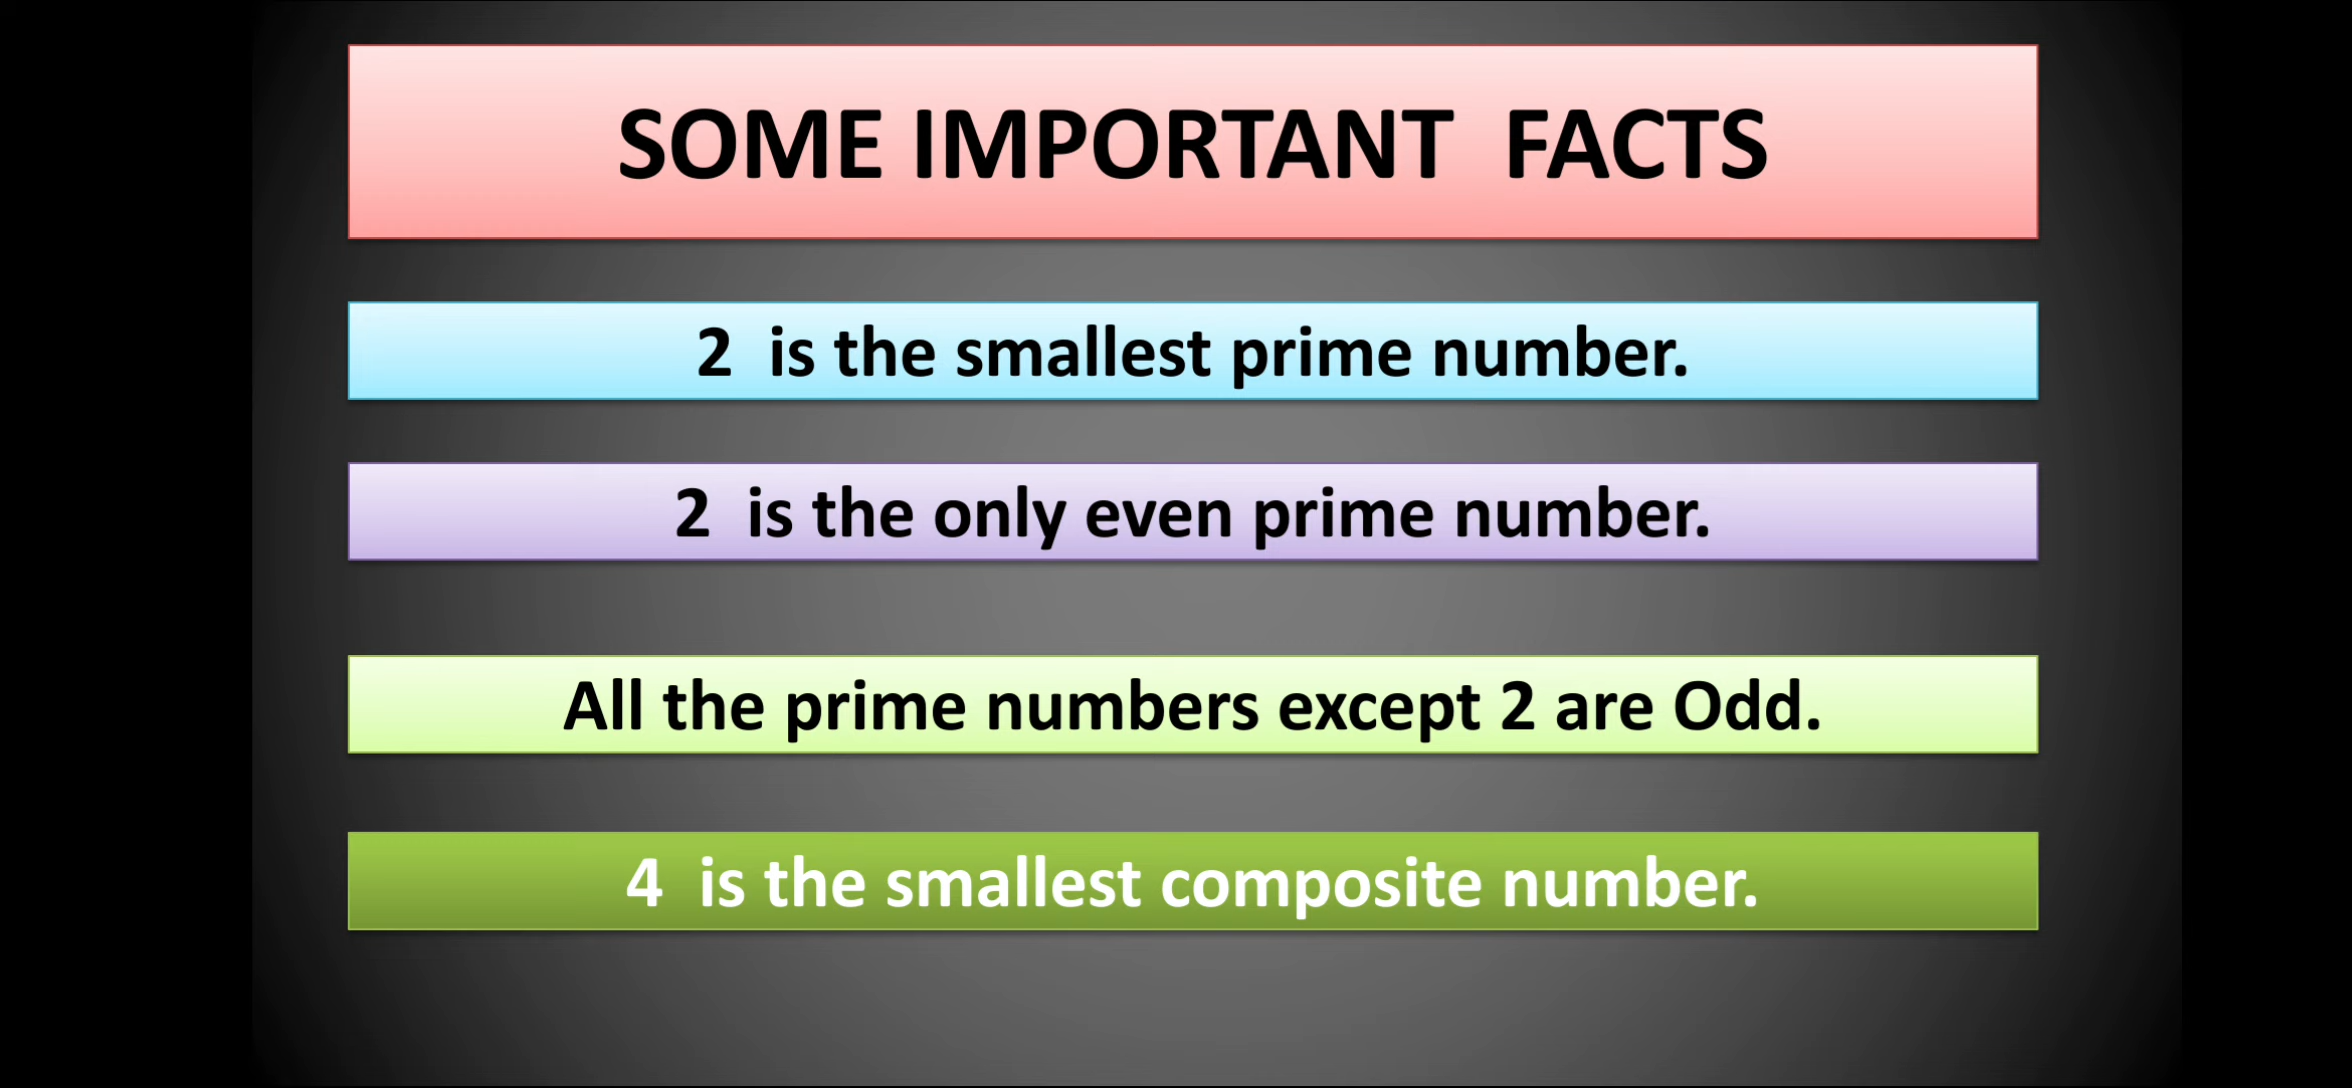 SOME IMPORTANT FACTS
2 is the smallest prime number.
2 is the only even prime number.
All the prime numbers except 2 are Odd.
4 is the smallest composite number.